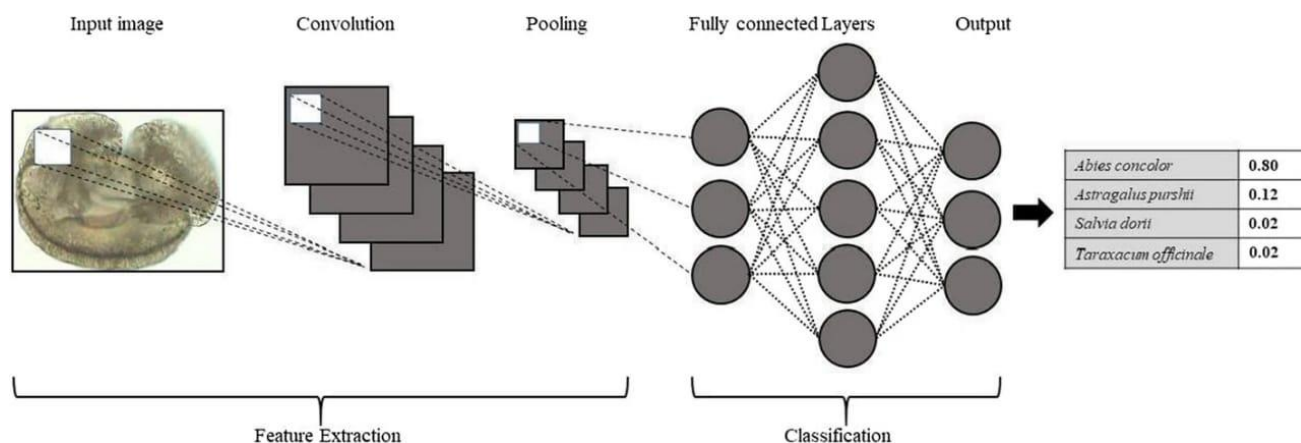 Input image
Convolution
Pooling
Fully connected Layers
Output
Abies concolor 0.80
Astragalus purshii 0.12
Salvia dorii 0.02
Taraxacum officinale 0.02
Feature Extraction
Classification